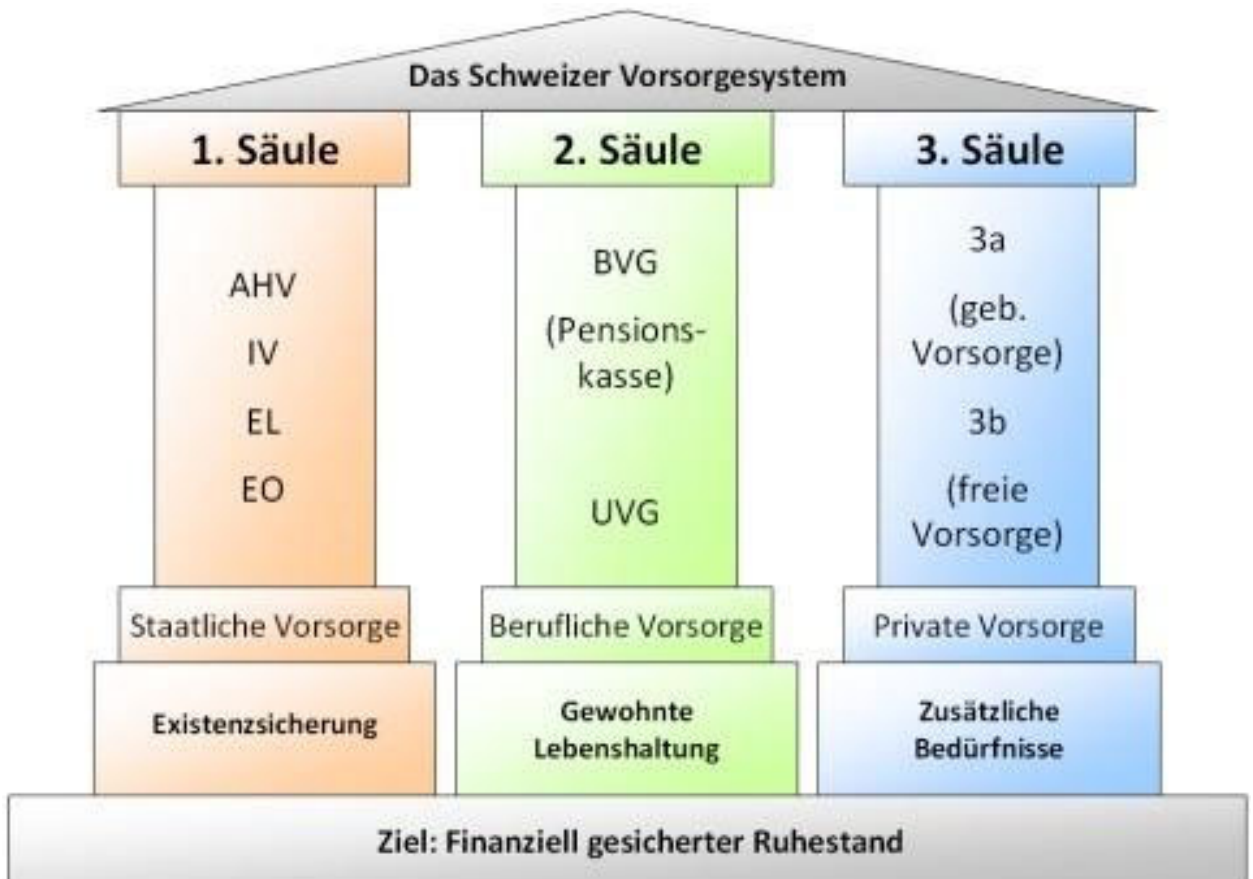 Das Schweizer Vorsorgesystem
1. Säule
AHV
IV
EL
EO
Staatliche Vorsorge
Existenzsicherung
2. Säule
BVG
(Pensions-
kasse)
UVG
Berufliche Vorsorge
Gewohnte
Lebenshaltung
3. Säule
3a
(geb.
Vorsorge)
3b
(freie
Vorsorge)
Private Vorsorge
Zusätzliche
Bedürfnisse
Ziel: Finanziell gesicherter Ruhestand